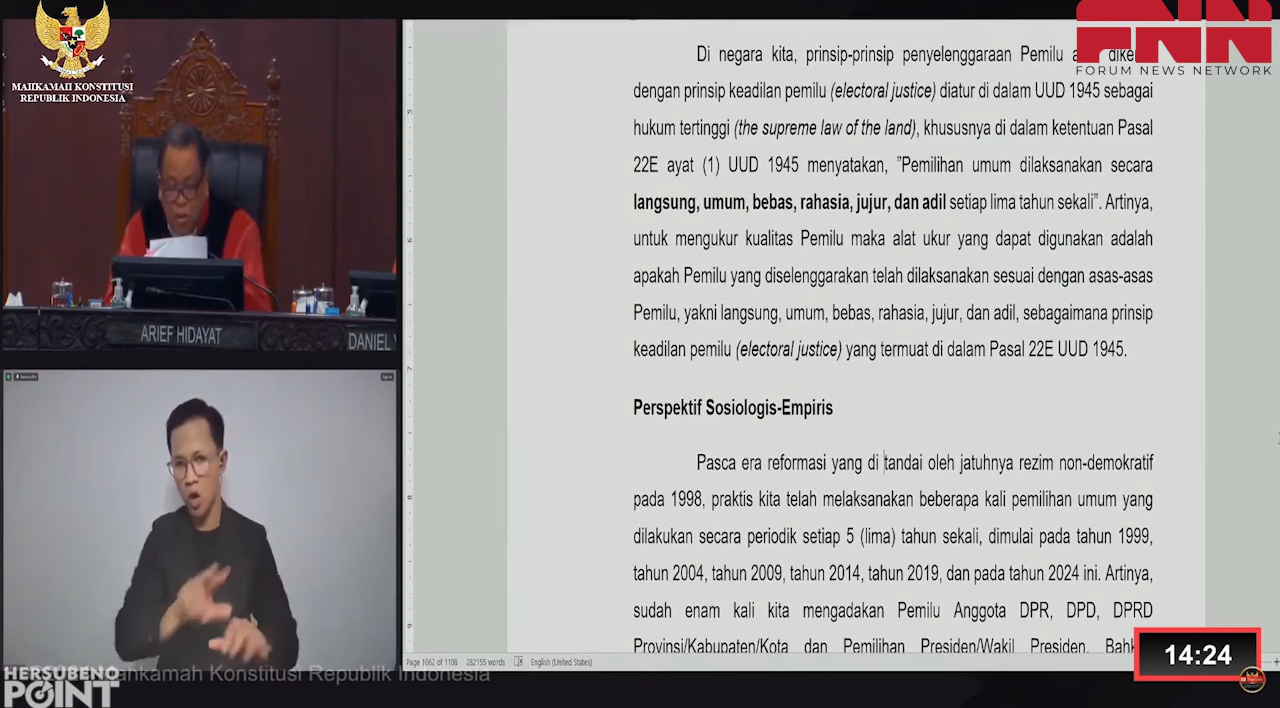 MAHKAMAH KONSTITUSI
REPUBLIK INDONESIA
FNN
FORUM NEWS NETWORK
ARIEF HIDAYAT
DANIEL
Di negara kita, prinsip-prinsip penyelenggaraan Pemilu
dengan prinsip keadilan pemilu (electoral justice) diatur di dalam UUD 1945 sebagai
hukum tertinggi (the supreme law of the land), khususnya di dalam ketentuan Pasal
22E ayat (1) UUD 1945 menyatakan, ”Pemilihan umum dilaksanakan secara
langsung, umum, bebas, rahasia, jujur, dan adil setiap lima tahun sekali”. Artinya,
untuk mengukur kualitas Pemilu maka alat ukur yang dapat digunakan adalah
apakah Pemilu yang diselenggarakan telah dilaksanakan sesuai dengan asas-asas
Pemilu, yakni langsung, umum, bebas, rahasia, jujur, dan adil, sebagaimana prinsip
keadilan pemilu (electoral justice) yang termuat di dalam Pasal 22E UUD 1945.
Perspektif Sosiologis-Empiris
Pasca era reformasi yang di tandai oleh jatuhnya rezim non-demokratif
pada 1998, praktis kita telah melaksanakan beberapa kali pemilihan umum yang
dilakukan secara periodik setiap 5 (lima) tahun sekali, dimulai pada tahun 1999,
tahun 2004, tahun 2009, tahun 2014, tahun 2019, dan pada tahun 2024 ini. Artinya,
sudah enam kali kita mengadakan Pemilu Anggota DPR, DPD, DPRD
Provinsi/Kabupaten/Kota dan Pemilihan Presiden/Wakil Presiden. Bahk
Page 1062 of 1108 282155 words English (United States)
14:24
HERSUBENO
POINT
Mahkamah Konstitusi Republik Indonesia